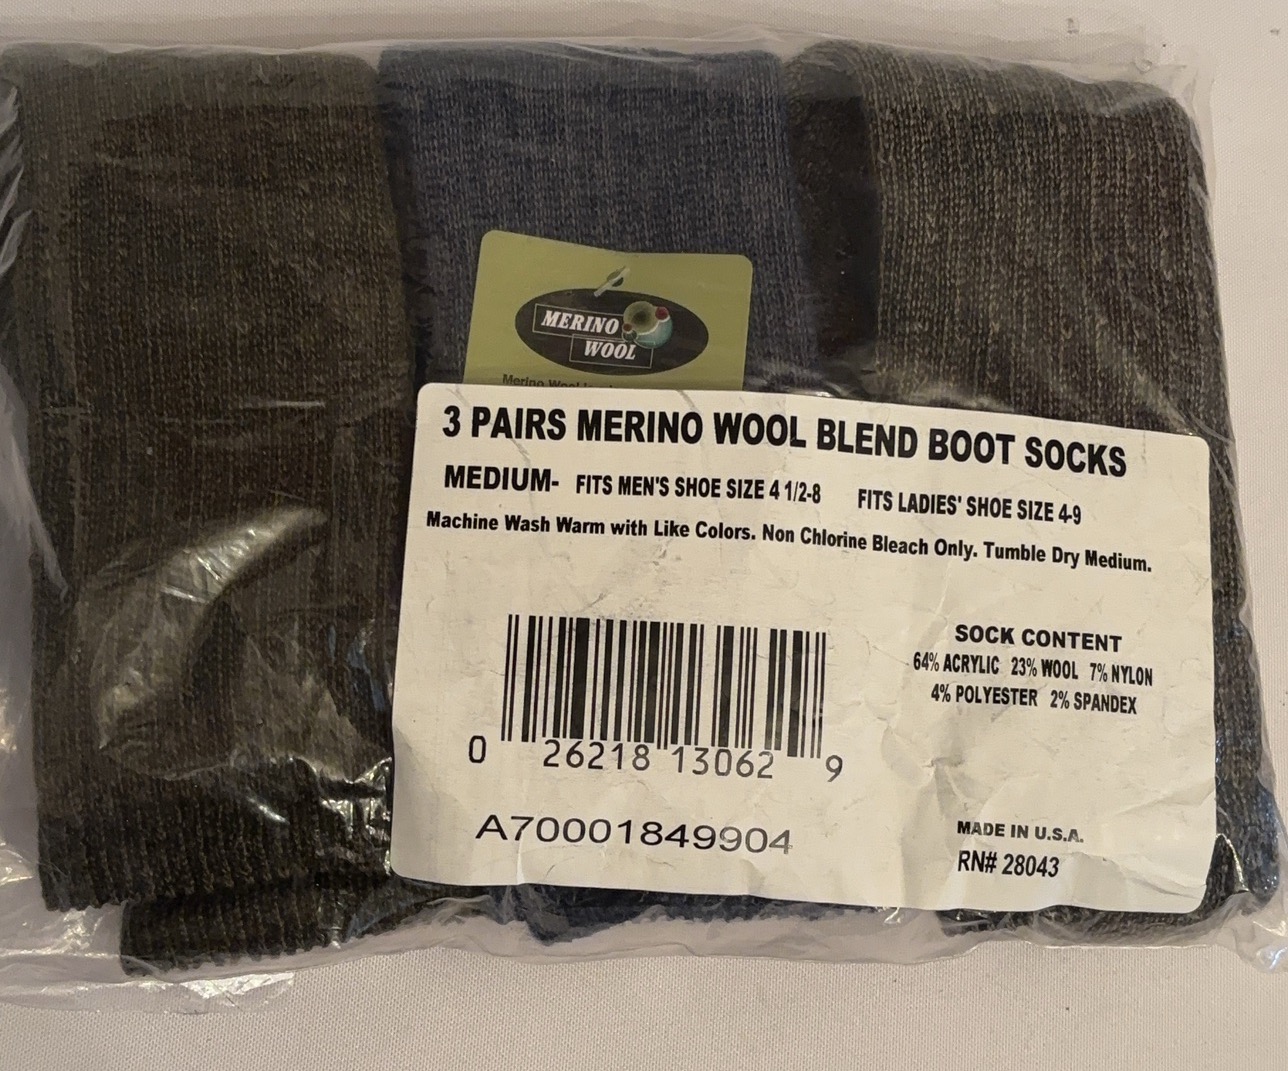 MERINO
WOOL
Merino Wool
3 PAIRS MERINO WOOL BLEND BOOT SOCKS
MEDIUM- FITS MEN'S SHOE SIZE 4 1/2-8 FITS LADIES' SHOE SIZE 4-9
Machine Wash Warm with Like Colors. Non Chlorine Bleach Only. Tumble Dry Medium.
SOCK CONTENT
64% ACRYLIC 23% WOOL 7% NYLON
4% POLYESTER 2% SPANDEX
0 26218 13062 9
A70001849904
MADE IN U.S.A.
RN# 28043